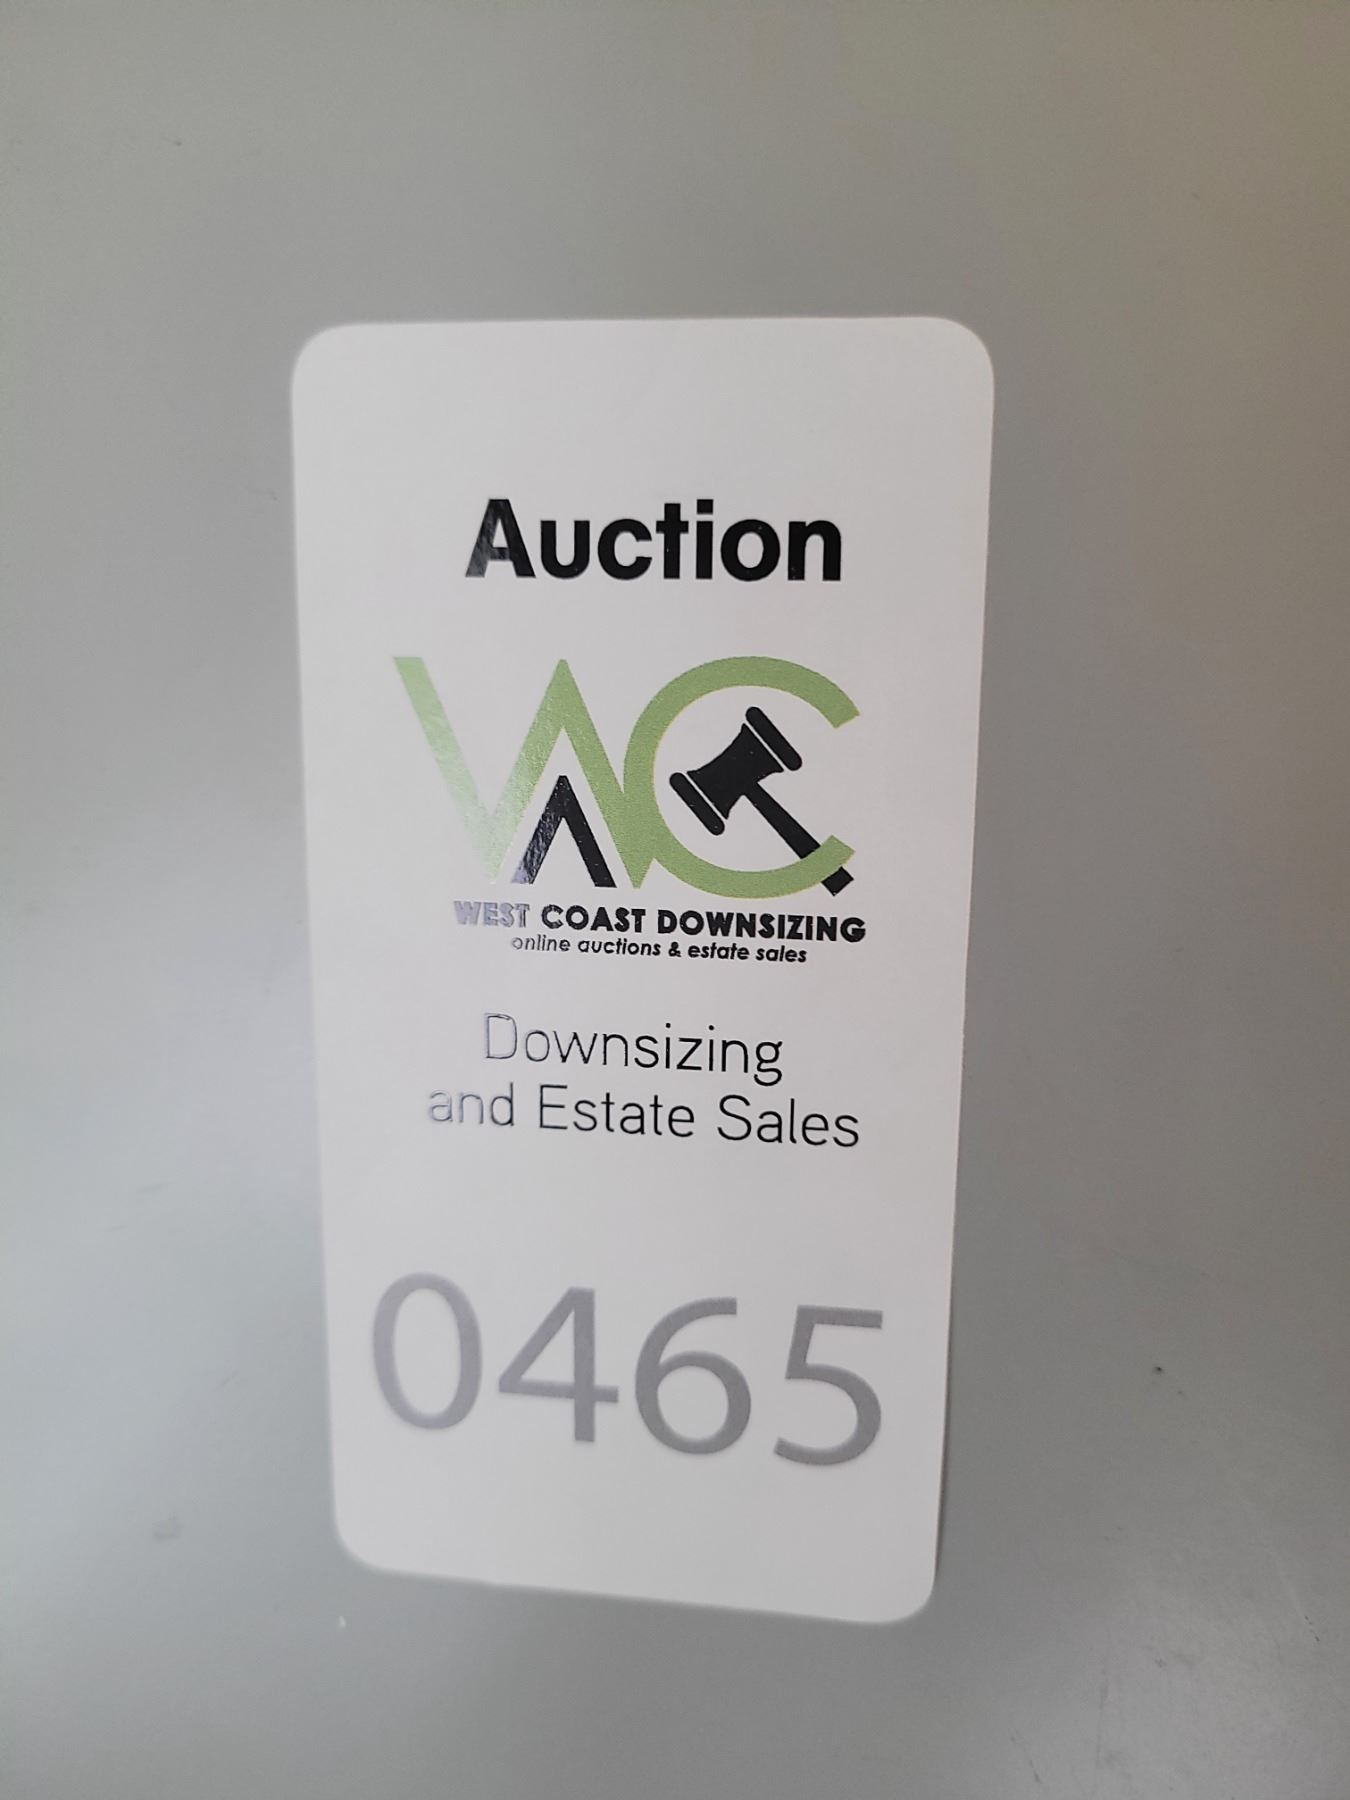 Auction
WC
WEST COAST DOWNSIZING
online auctions & estate sales
Downsizing
and Estate Sales
0465